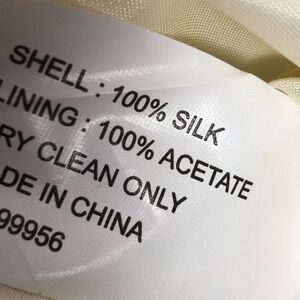 SHELL : 100% SILK
LINING : 100% ACETATE
RY CLEAN ONLY
DE IN CHINA
99956